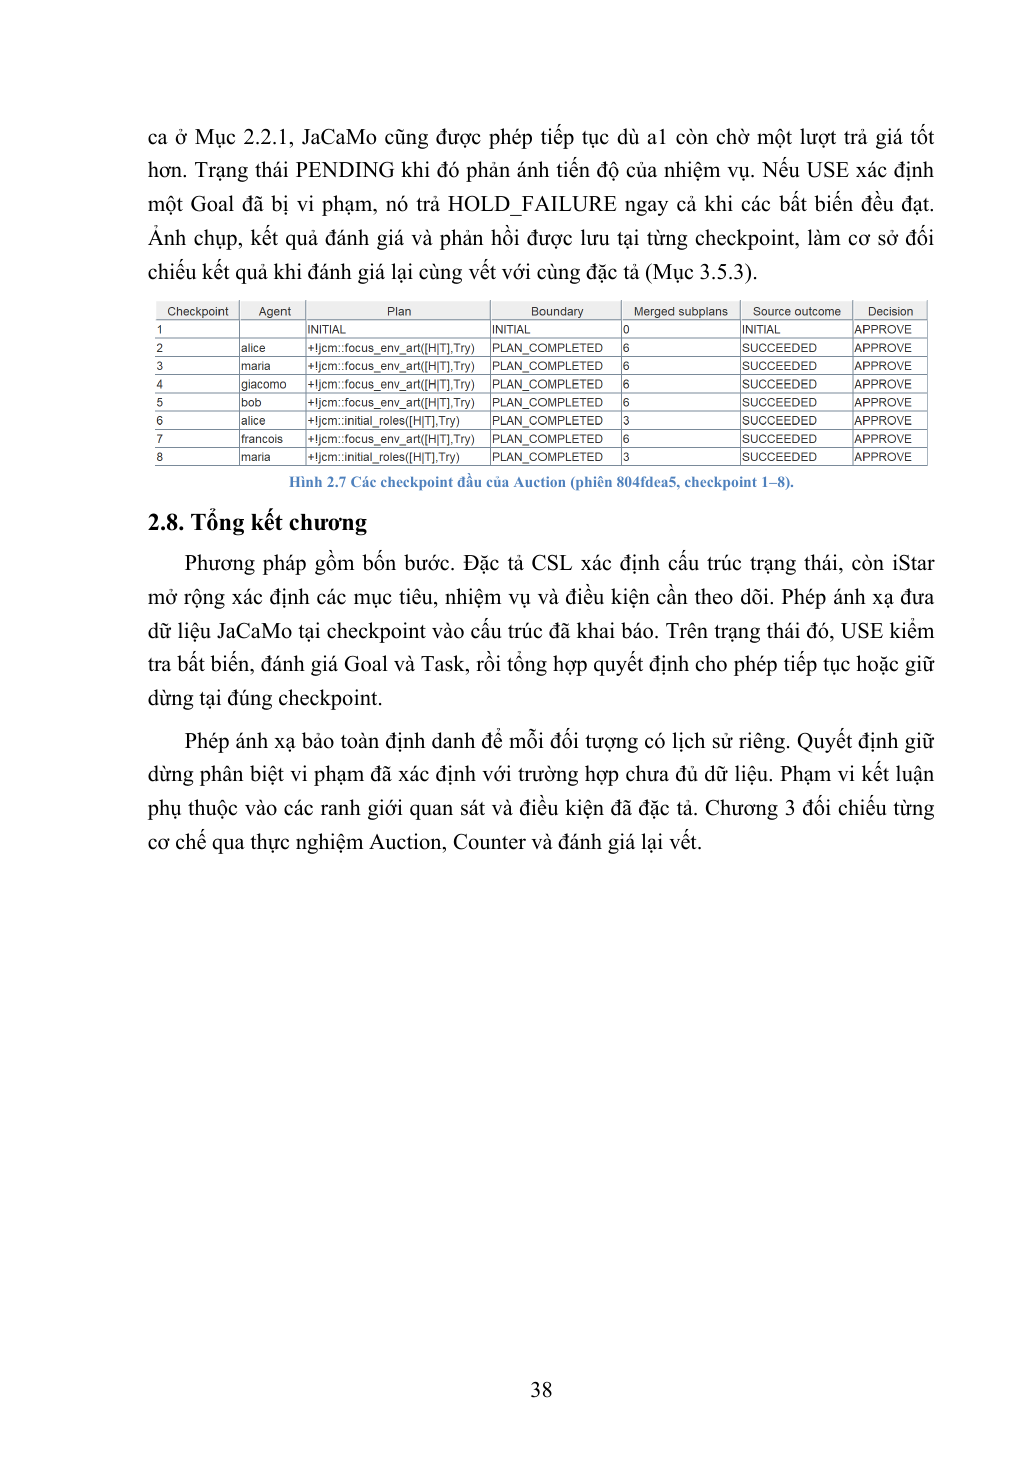 ca ở Mục 2.2.1, JaCaMo cũng được phép tiếp tục dù a1 còn chờ một lượt trả giá tốt
hơn. Trạng thái PENDING khi đó phản ánh tiến độ của nhiệm vụ. Nếu USE xác định
một Goal đã bị vi phạm, nó trả HOLD_FAILURE ngay cả khi các bất biến đều đạt.
Ảnh chụp, kết quả đánh giá và phản hồi được lưu tại từng checkpoint, làm cơ sở đối
chiếu kết quả khi đánh giá lại cùng vết với cùng đặc tả (Mục 3.5.3).
Checkpoint Agent Plan Boundary Merged subplans Source outcome Decision
1 INITIAL INITIAL 0 INITIAL APPROVE
2 alice +!jcm::focus_env_art([H|T],Try) PLAN_COMPLETED 6 SUCCEEDED APPROVE
3 maria +!jcm::focus_env_art([H|T],Try) PLAN_COMPLETED 6 SUCCEEDED APPROVE
4 giacomo +!jcm::focus_env_art([H|T],Try) PLAN_COMPLETED 6 SUCCEEDED APPROVE
5 bob +!jcm::focus_env_art([H|T],Try) PLAN_COMPLETED 6 SUCCEEDED APPROVE
6 alice +!jcm::initial_roles([H|T],Try) PLAN_COMPLETED 3 SUCCEEDED APPROVE
7 francois +!jcm::focus_env_art([H|T],Try) PLAN_COMPLETED 6 SUCCEEDED APPROVE
8 maria +!jcm::initial_roles([H|T],Try) PLAN_COMPLETED 3 SUCCEEDED APPROVE
Hình 2.7 Các checkpoint đầu của Auction (phiên 804fdea5, checkpoint 1–8).
2.8. Tổng kết chương
Phương pháp gồm bốn bước. Đặc tả CSL xác định cấu trúc trạng thái, còn iStar
mở rộng xác định các mục tiêu, nhiệm vụ và điều kiện cần theo dõi. Phép ánh xạ đưa
dữ liệu JaCaMo tại checkpoint vào cấu trúc đã khai báo. Trên trạng thái đó, USE kiểm
tra bất biến, đánh giá Goal và Task, rồi tổng hợp quyết định cho phép tiếp tục hoặc giữ
dừng tại đúng checkpoint.
Phép ánh xạ bảo toàn định danh để mỗi đối tượng có lịch sử riêng. Quyết định giữ
dừng phân biệt vi phạm đã xác định với trường hợp chưa đủ dữ liệu. Phạm vi kết luận
phụ thuộc vào các ranh giới quan sát và điều kiện đã đặc tả. Chương 3 đối chiếu từng
cơ chế qua thực nghiệm Auction, Counter và đánh giá lại vết.
38